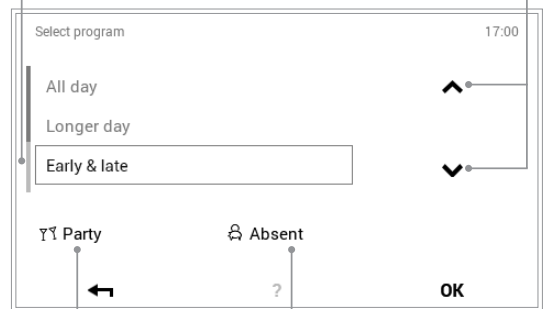 Select program 17:00
All day
Longer day
Early & late
Party Absent
? OK